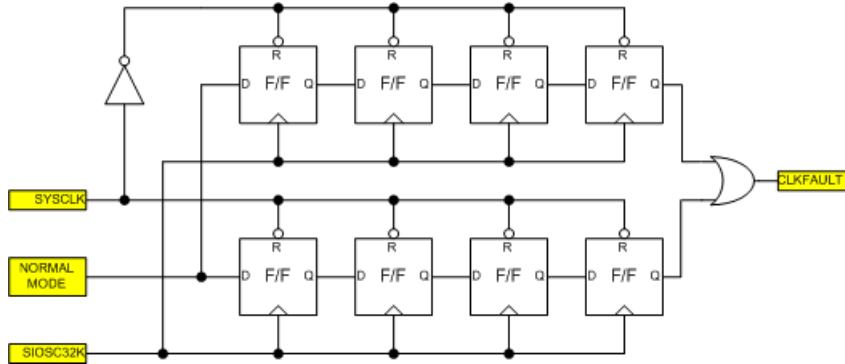 R R R R
D F/F Q D F/F Q D F/F Q D F/F Q
SYSCLK
CLKFAULT
R R R R
NORMAL
MODE
D F/F Q D F/F Q D F/F Q D F/F Q
SIOSC32K